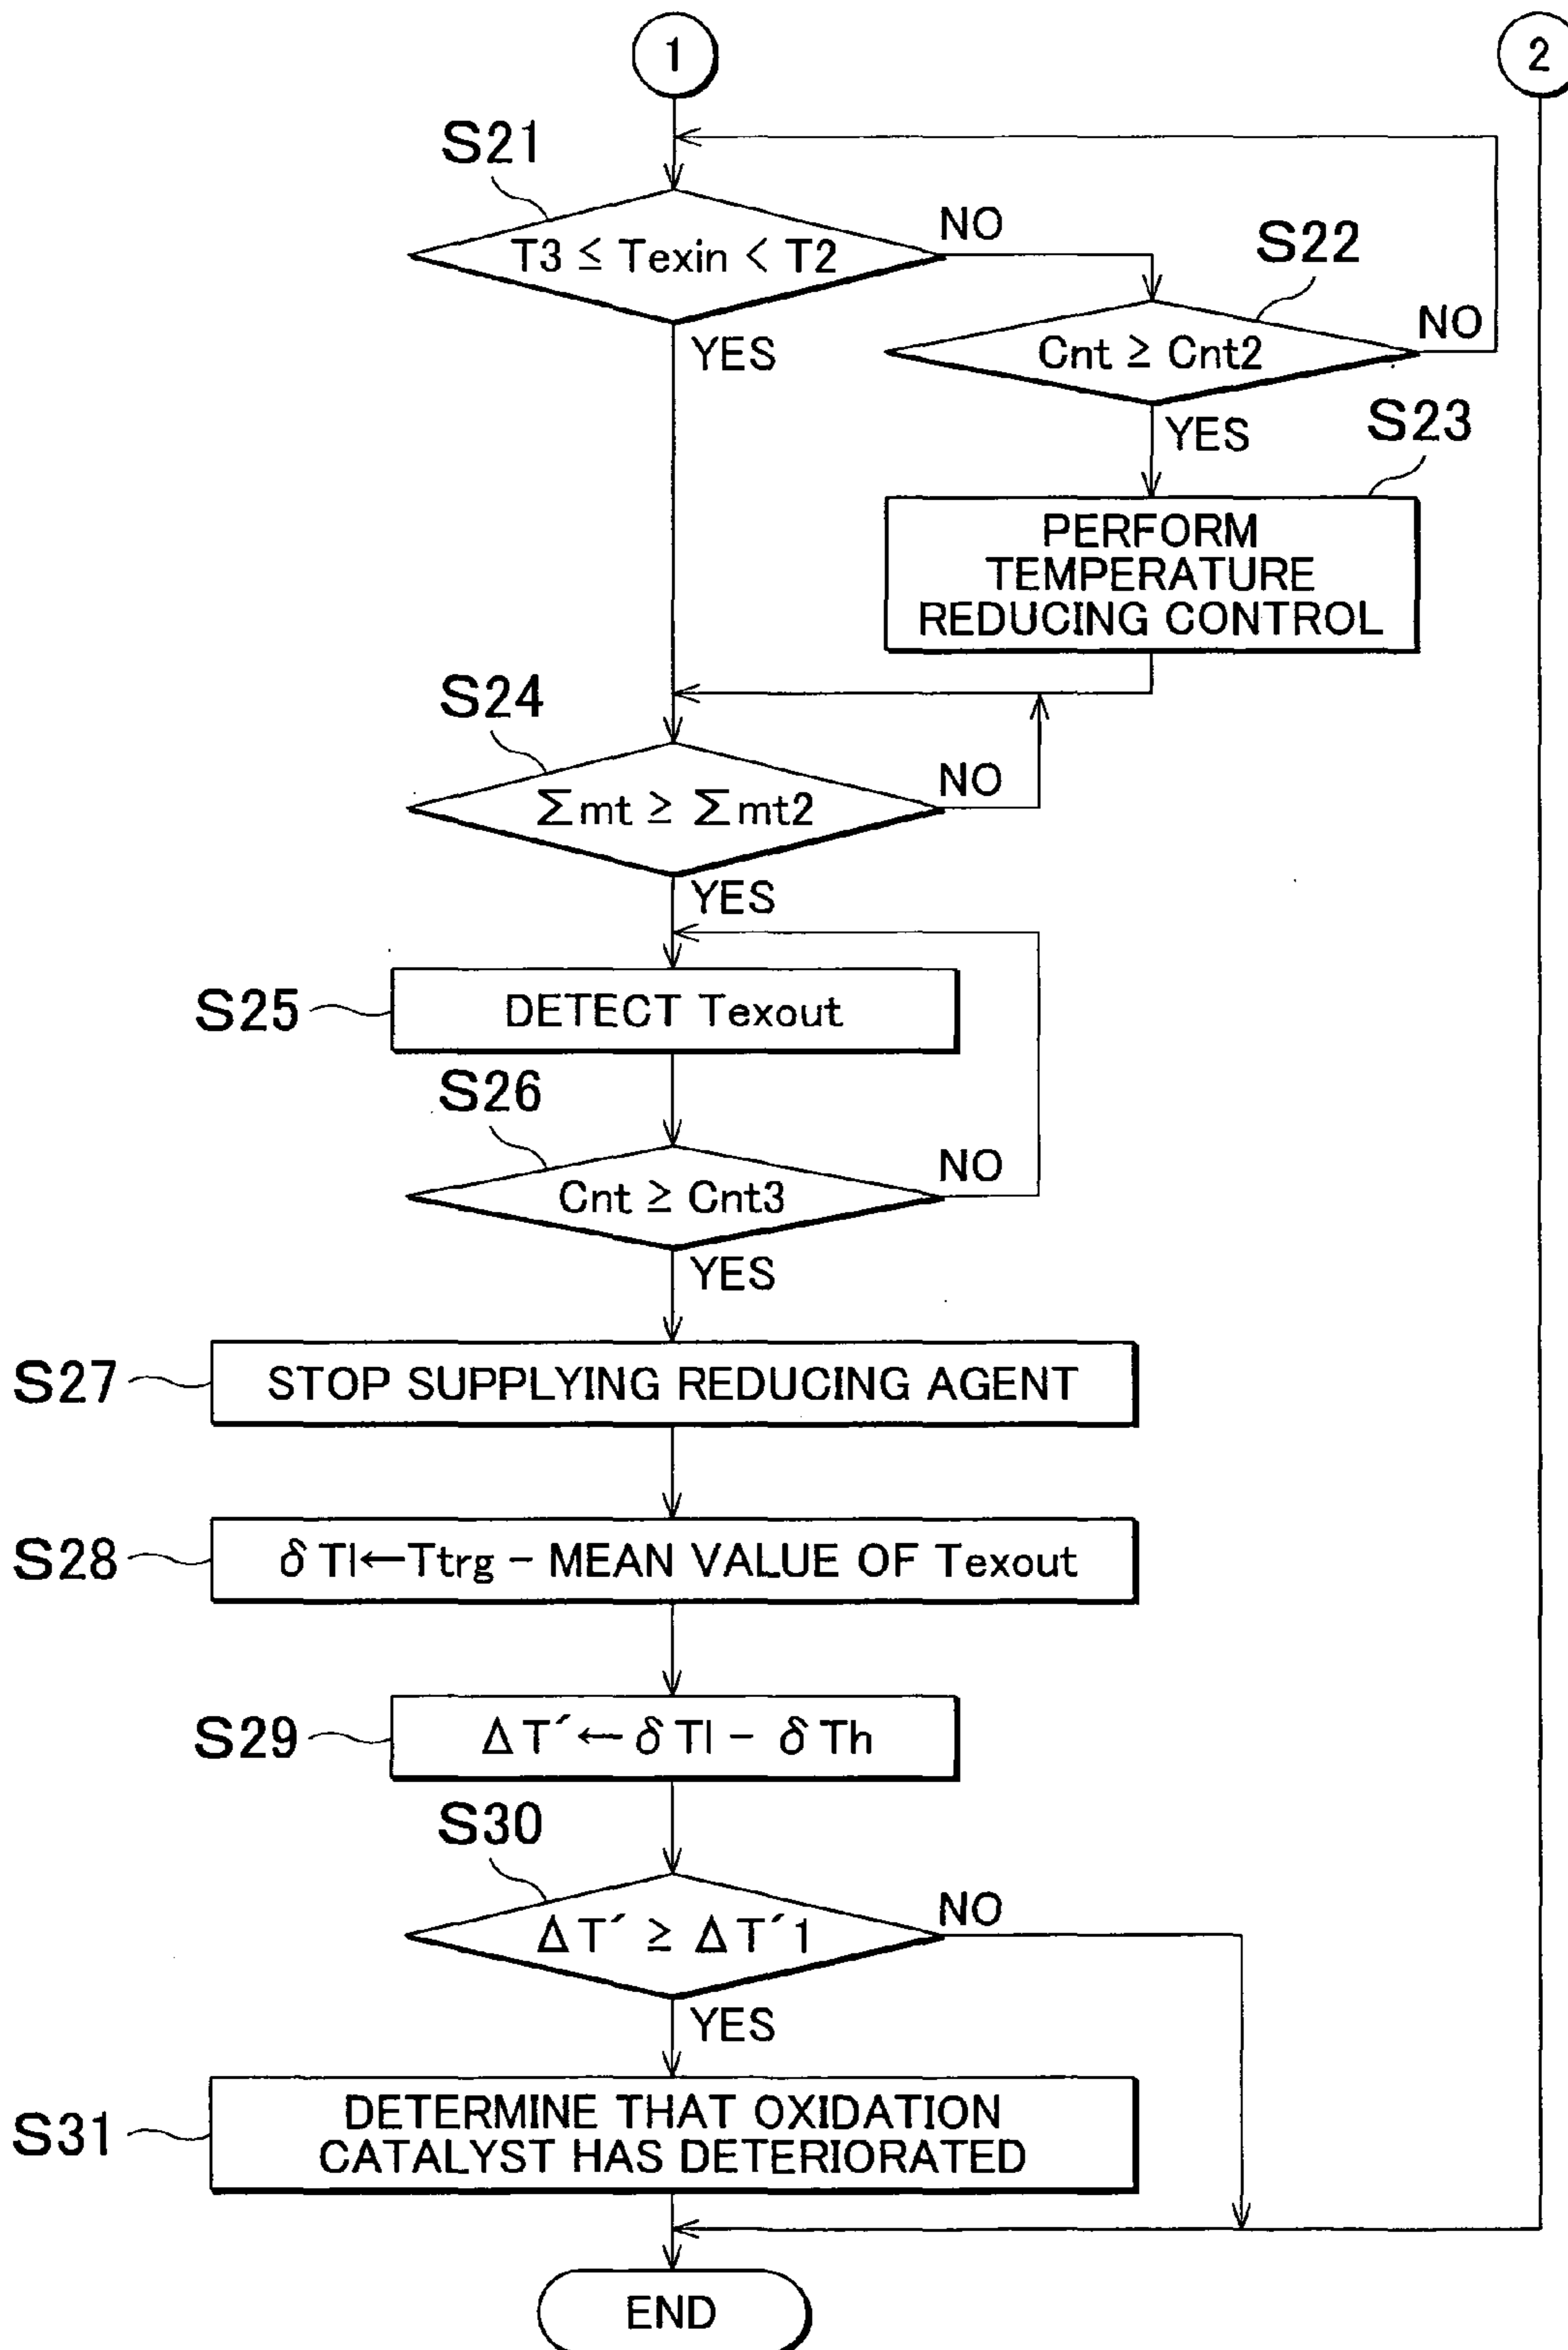 1
2
S21
T3 ≤ Texin < T2
NO
S22
YES
Cnt ≥ Cnt2
NO
YES
S23
PERFORM
TEMPERATURE
REDUCING CONTROL
S24
Σmt ≥ Σmt2
NO
YES
S25
DETECT Texout
S26
Cnt ≥ Cnt3
NO
YES
S27
STOP SUPPLYING REDUCING AGENT
S28
δTl←Ttrg − MEAN VALUE OF Texout
S29
ΔT´←δTl − δTh
S30
ΔT´ ≥ ΔT´1
NO
YES
S31
DETERMINE THAT OXIDATION
CATALYST HAS DETERIORATED
END